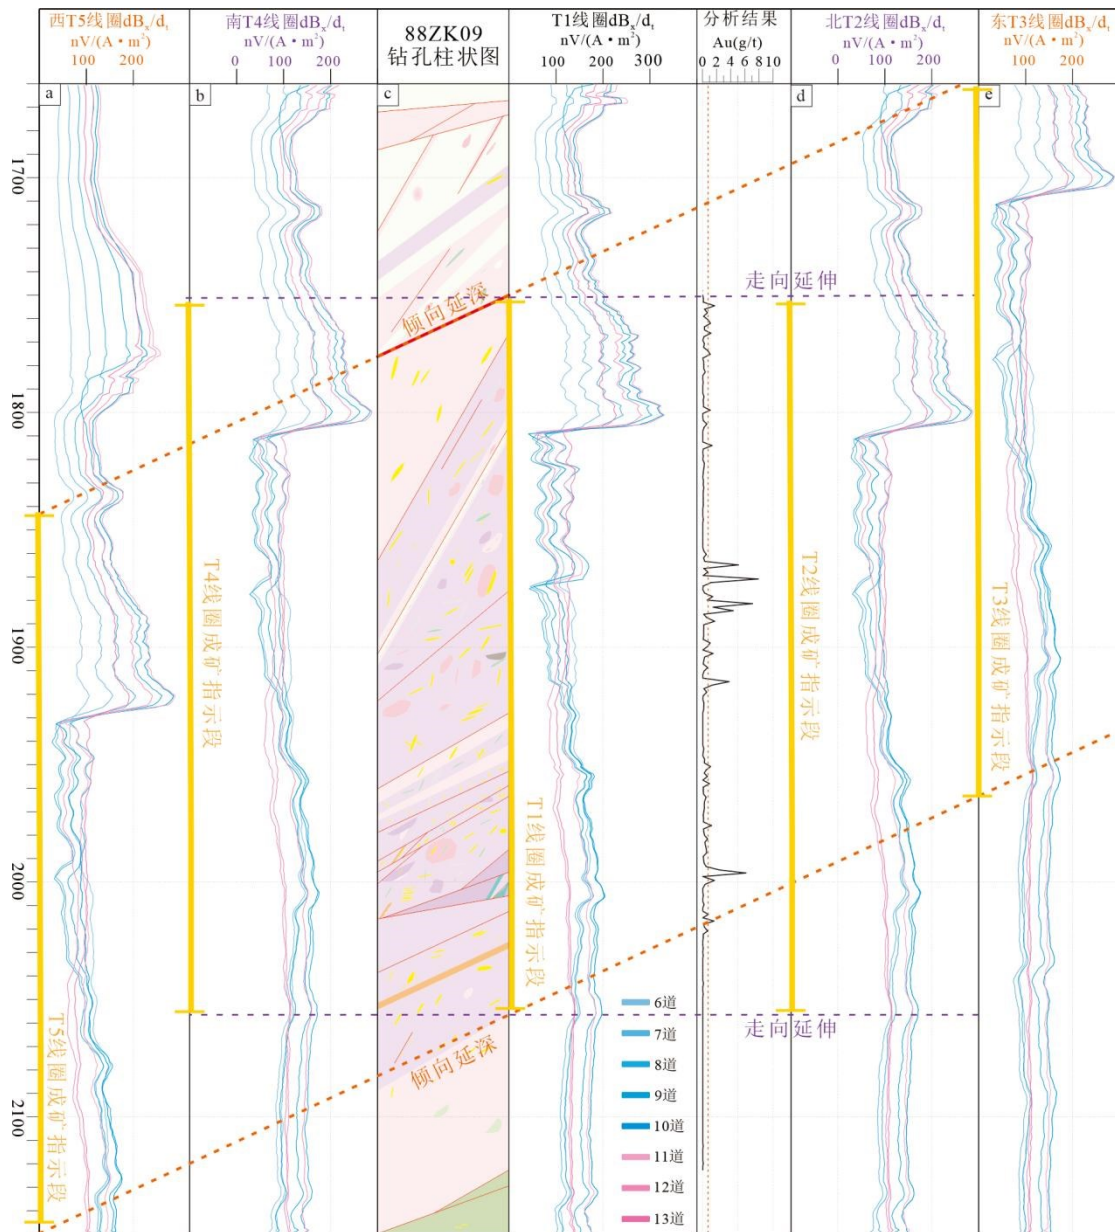 西T5线圈dBₓ/dₜ
nV/(A·m²)
100 200
南T4线圈dBₓ/dₜ
nV/(A·m²)
0 100 200
88ZK09
钻孔柱状图
T1线圈dBₓ/dₜ
nV/(A·m²)
100 200 300
分析结果
Au(g/t)
0 2 4 6 8 10
北T2线圈dBₓ/dₜ
nV/(A·m²)
0 100 200
东T3线圈dBₓ/dₜ
nV/(A·m²)
100 200
a
b
c
d
e
1700
1800
1900
2000
2100
走向延伸
倾向延深
T5线圈成矿指示段
T4线圈成矿指示段
T1线圈成矿指示段
T2线圈成矿指示段
T3线圈成矿指示段
倾向延深
走向延伸
6道
7道
8道
9道
10道
11道
12道
13道